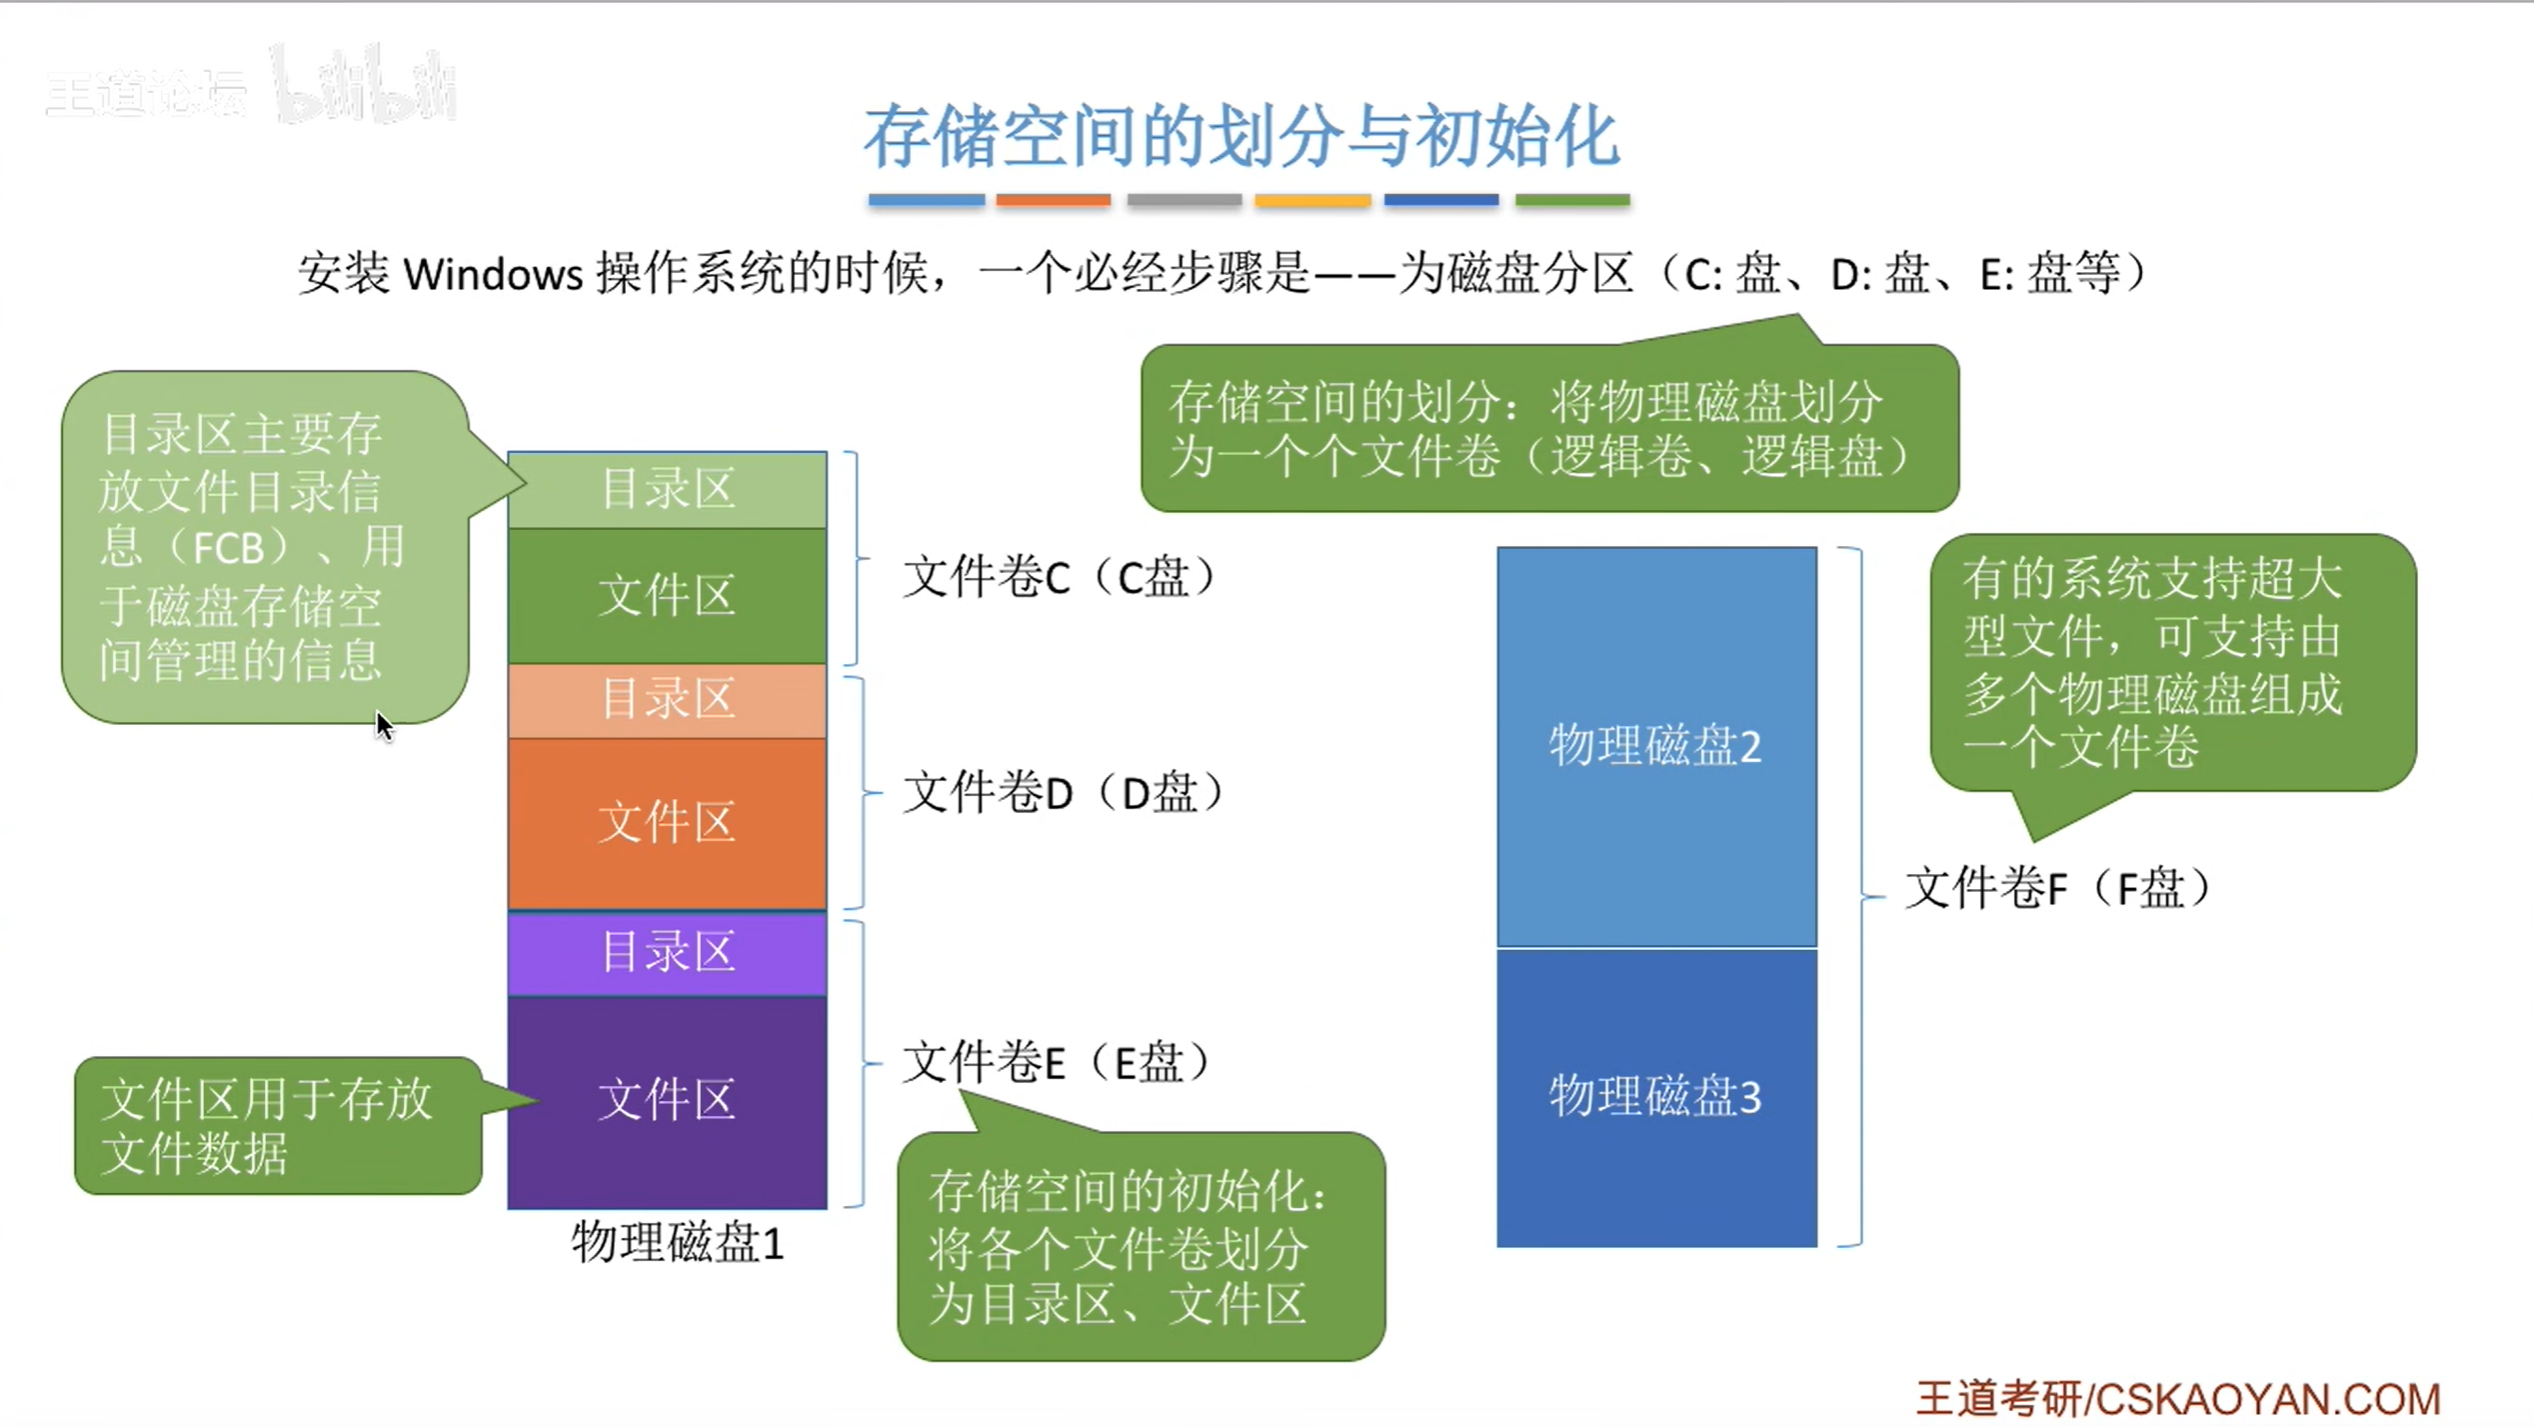 王道论坛 bilibili
存储空间的划分与初始化
安装 Windows 操作系统的时候，一个必经步骤是——为磁盘分区（C: 盘、D: 盘、E: 盘等）
存储空间的划分：将物理磁盘划分
为一个个文件卷（逻辑卷、逻辑盘）
目录区主要存
放文件目录信
息（FCB）、用
于磁盘存储空
间管理的信息
目录区
文件区
文件卷C（C盘）
目录区
文件区
文件卷D（D盘）
目录区
文件区
文件卷E（E盘）
文件区用于存放
文件数据
物理磁盘1
存储空间的初始化：
将各个文件卷划分
为目录区、文件区
物理磁盘2
物理磁盘3
有的系统支持超大
型文件，可支持由
多个物理磁盘组成
一个文件卷
文件卷F（F盘）
王道考研/CSKAOYAN.COM